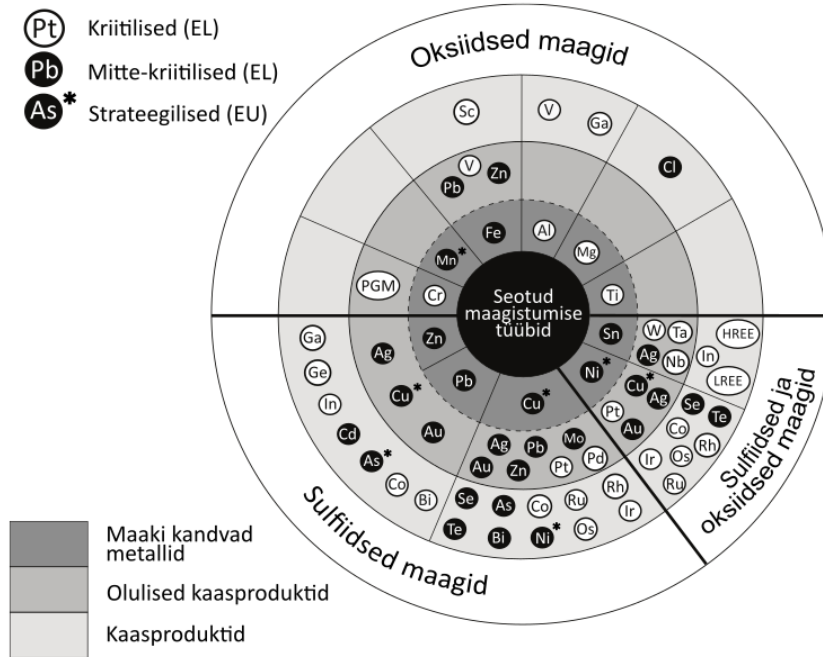 Pt Kriitilised (EL)
Pb Mitte-kriitilised (EL)
As* Strateegilised (EU)
Oksiidsed maagid
Sc
V
Ga
Cl
V
Pb
Zn
Fe
Al
Mn*
Mg
PGM
Cr
Ti
Seotud
maagistumise
tüübid
Ga
Ge
In
Cd
As*
Co
Bi
Ag
Cu*
Au
Zn
Pb
Cu*
Ni*
Sn
W
Ta
Ag
Nb
HREE
In
LREE
Cu*
Ag
Pt
Au
Se
Te
Co
Rh
Ir
Os
Ru
Ag
Pb
Mo
Au
Zn
Pt
Pd
Se
As
Co
Ru
Rh
Te
Bi
Ni*
Os
Ir
Sulfiidsed ja
oksiidsed maagid
Sulfiidsed maagid
Maaki kandvad
metallid
Olulised kaasproduktid
Kaasproduktid